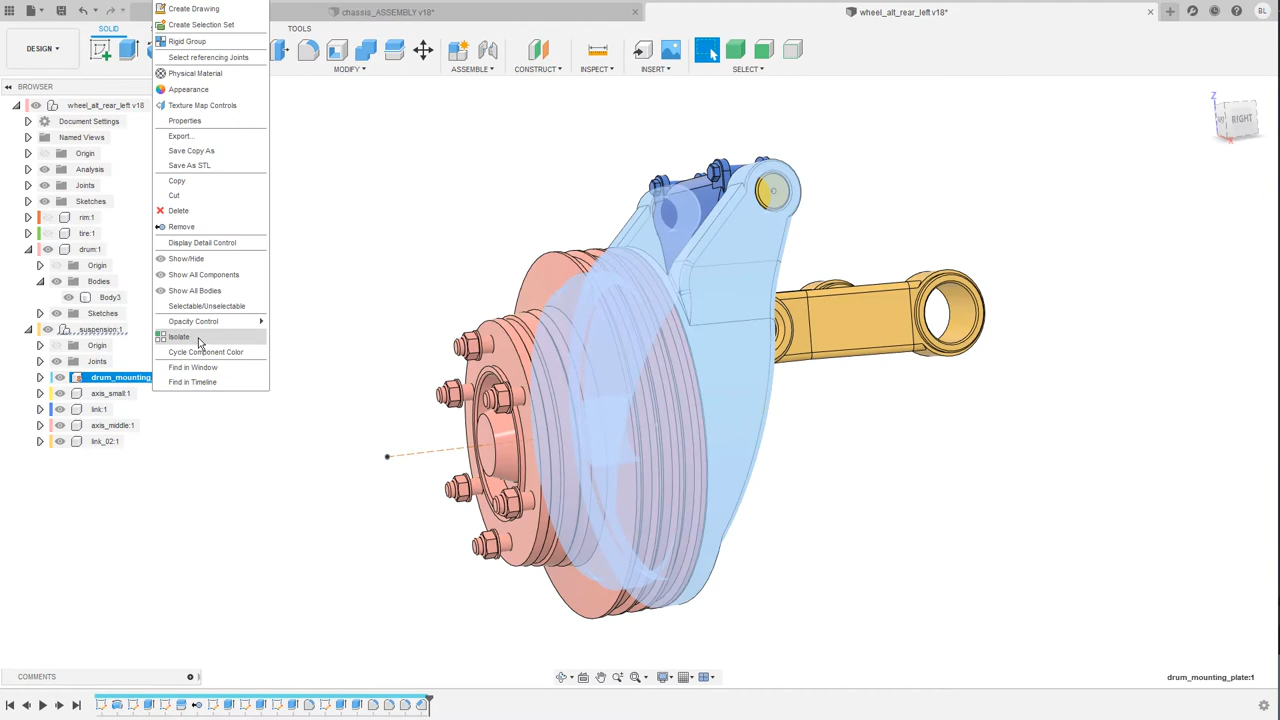 chassis_ASSEMBLY v18*
wheel_alt_rear_left v18*
BL
SOLID
TOOLS
DESIGN
MODIFY
ASSEMBLE
CONSTRUCT
INSPECT
INSERT
SELECT
BROWSER
wheel_alt_rear_left v18
Document Settings
Named Views
Origin
Analysis
Joints
Sketches
rim:1
tire:1
drum:1
Origin
Bodies
Body3
Sketches
suspension:1
Origin
Joints
drum_mounting_
axis_small:1
link:1
axis_middle:1
link_02:1
Create Drawing
Create Selection Set
Rigid Group
Select referencing Joints
Physical Material
Appearance
Texture Map Controls
Properties
Export...
Save Copy As
Save As STL
Copy
Cut
Delete
Remove
Display Detail Control
Show/Hide
Show All Components
Show All Bodies
Selectable/Unselectable
Opacity Control
Isolate
Cycle Component Color
Find in Window
Find in Timeline
Z
RIGHT
X
COMMENTS
drum_mounting_plate:1